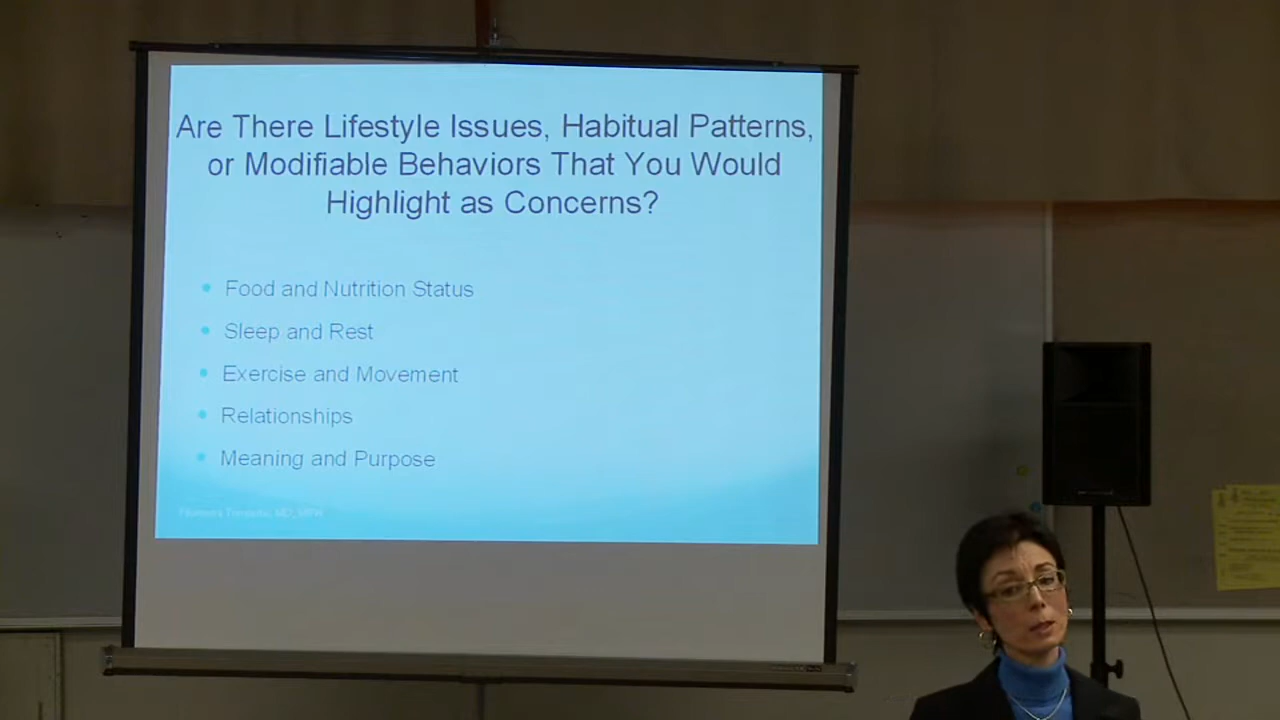 Are There Lifestyle Issues, Habitual Patterns,
or Modifiable Behaviors That You Would
Highlight as Concerns?
Food and Nutrition Status
Sleep and Rest
Exercise and Movement
Relationships
Meaning and Purpose